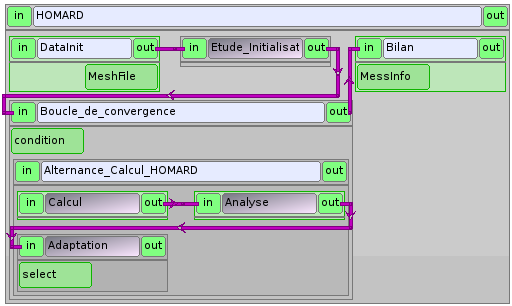 in HOMARD out
in DataInit out in Etude_Initialisat out in Bilan out
MeshFile MessInfo
in Boucle_de_convergence out
condition
in Alternance_Calcul_HOMARD out
in Calcul out in Analyse out
in Adaptation out
select